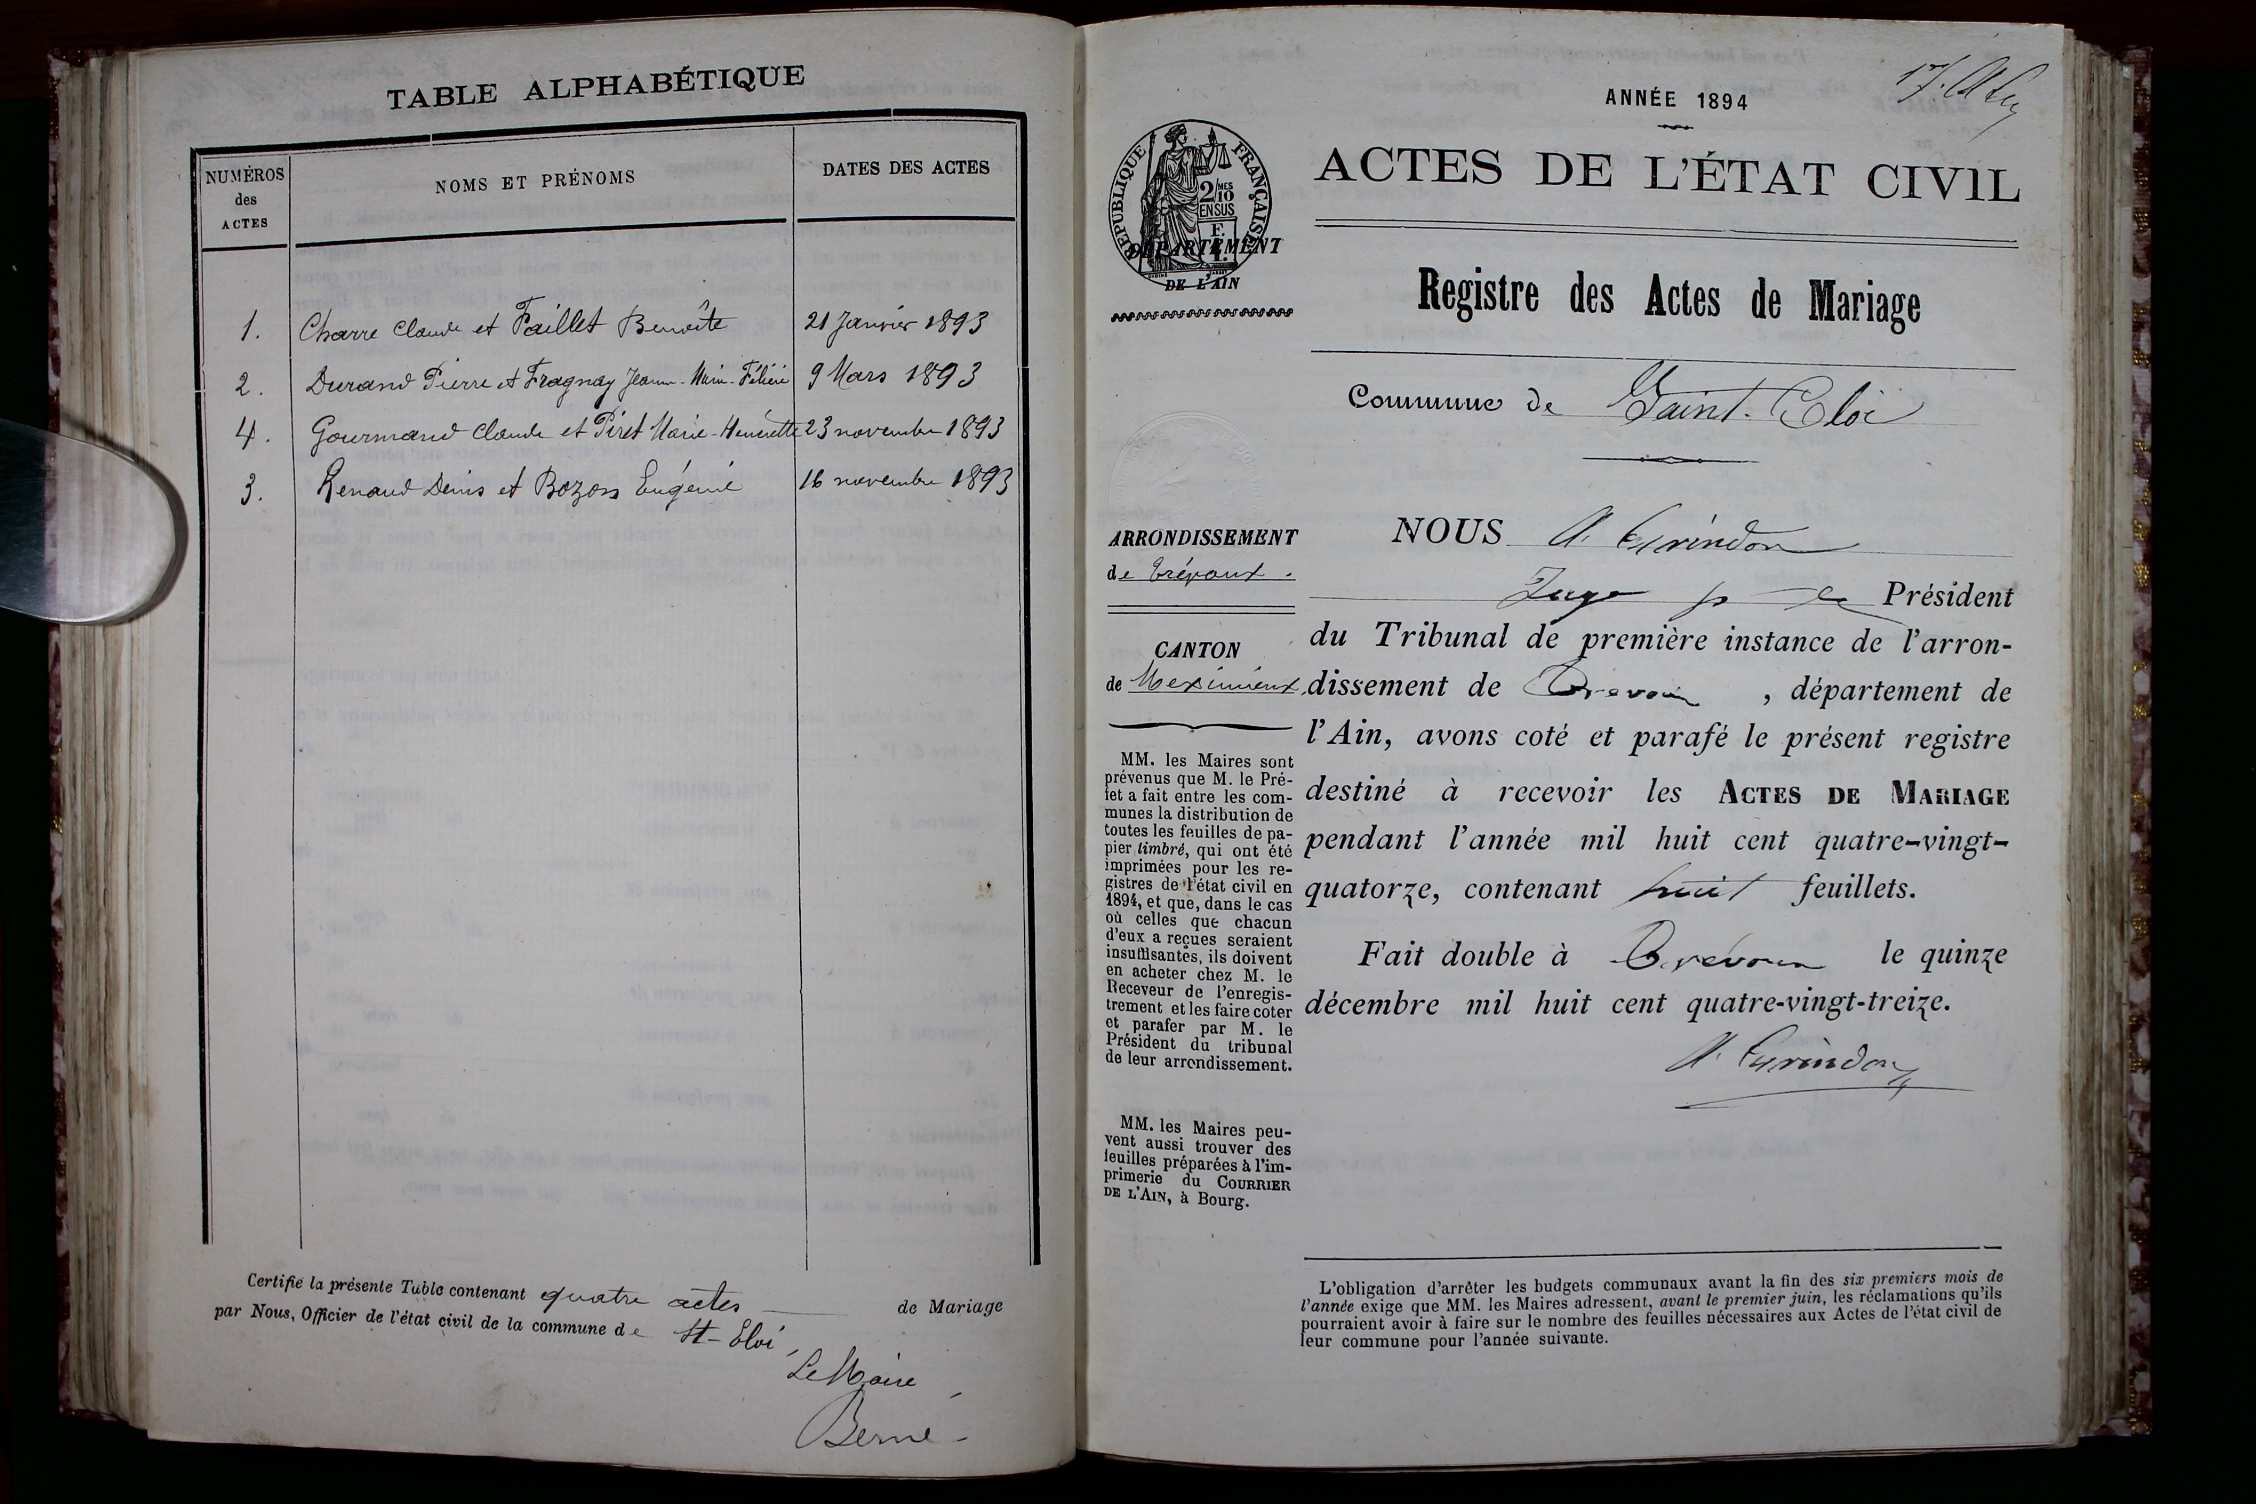 TABLE ALPHABÉTIQUE
NUMÉROS
des
ACTES
NOMS ET PRÉNOMS
DATES DES ACTES
1. Charre Claude et Paillet Benoîte 21 Janvier 1893
2. Durand Pierre et Fragnay Jeanne-Marie- 9 Mars 1893
4. Gourmand Claude et Piret Marie-Henriette 23 novembre 1893
3. Renaud Denis et Bozon Eugénie 16 novembre 1893
Certifié la présente Table contenant quatre actes de Mariage
par Nous, Officier de l'état civil de la commune de St-Eloi,
Le Maire
Berne
ANNÉE 1894
ACTES DE L'ÉTAT CIVIL
RÉPUBLIQUE FRANÇAISE
2 MES
10
EN SUS
DÉPARTEMENT
DE L'AIN
Registre des Actes de Mariage
Commune de Saint-Eloi
ARRONDISSEMENT
de Trévoux.
CANTON
de Meximieux
MM. les Maires sont
prévenus que M. le Pré-
fet a fait entre les com-
munes la distribution de
toutes les feuilles de pa-
pier timbré, qui ont été
imprimées pour les re-
gistres de l'état civil en
1894, et que, dans le cas
où celles que chacun
d'eux a reçues seraient
insuffisantes, ils doivent
en acheter chez M. le
Receveur de l'enregis-
trement et les faire coter
et parafer par M. le
Président du tribunal
de leur arrondissement.
MM. les Maires peu-
vent aussi trouver des
feuilles préparées à l'im-
primerie du COURRIER
DE L'AIN, à Bourg.
NOUS
Juge p le Président
du Tribunal de première instance de l'arron-
dissement de Trévoux, département de
l'Ain, avons coté et parafé le présent registre
destiné à recevoir les ACTES DE MARIAGE
pendant l'année mil huit cent quatre-vingt-
quatorze, contenant huit feuillets.
Fait double à Trévoux le quinze
décembre mil huit cent quatre-vingt-treize.
L'obligation d'arrêter les budgets communaux avant la fin des six premiers mois de
l'année exige que MM. les Maires adressent, avant le premier juin, les réclamations qu'ils
pourraient avoir à faire sur le nombre des feuilles nécessaires aux Actes de l'état civil de
leur commune pour l'année suivante.